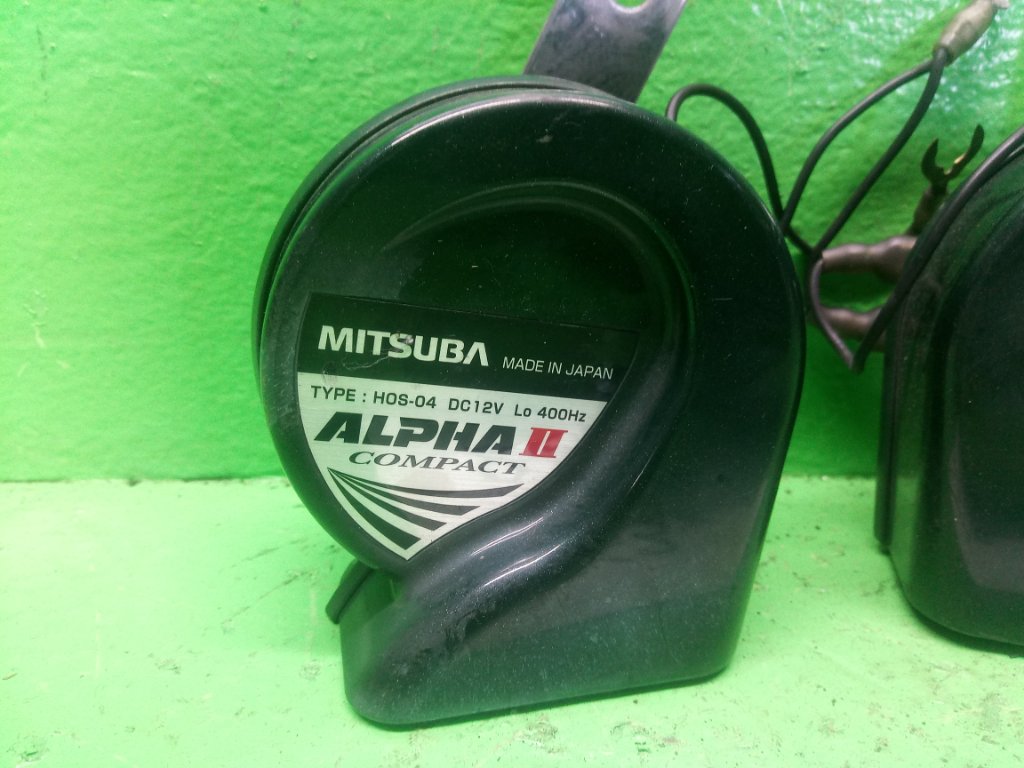 MITSUBA MADE IN JAPAN
TYPE : HOS-04 DC12V Lo 400Hz
ALPHA II
COMPACT